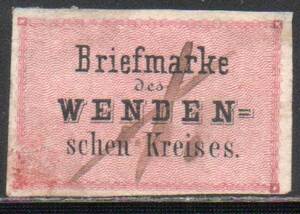 Briefmarke
des
WENDEN=
schen Kreises.